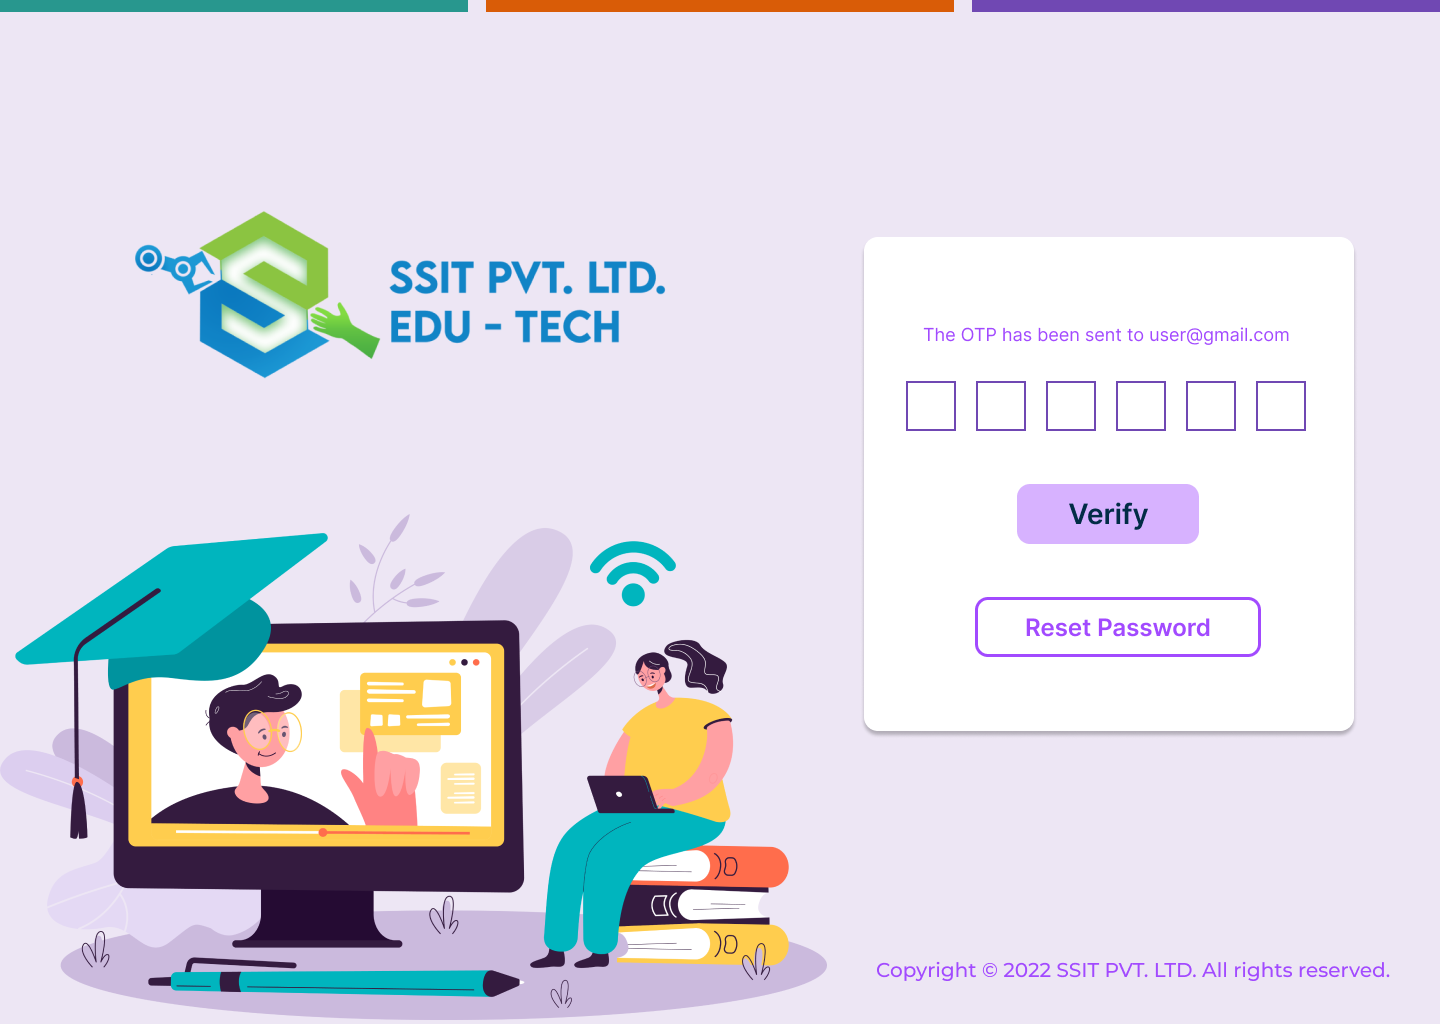 SSIT PVT. LTD.
EDU - TECH
The OTP has been sent to user@gmail.com
Verify
Reset Password
Copyright © 2022 SSIT PVT. LTD. All rights reserved.